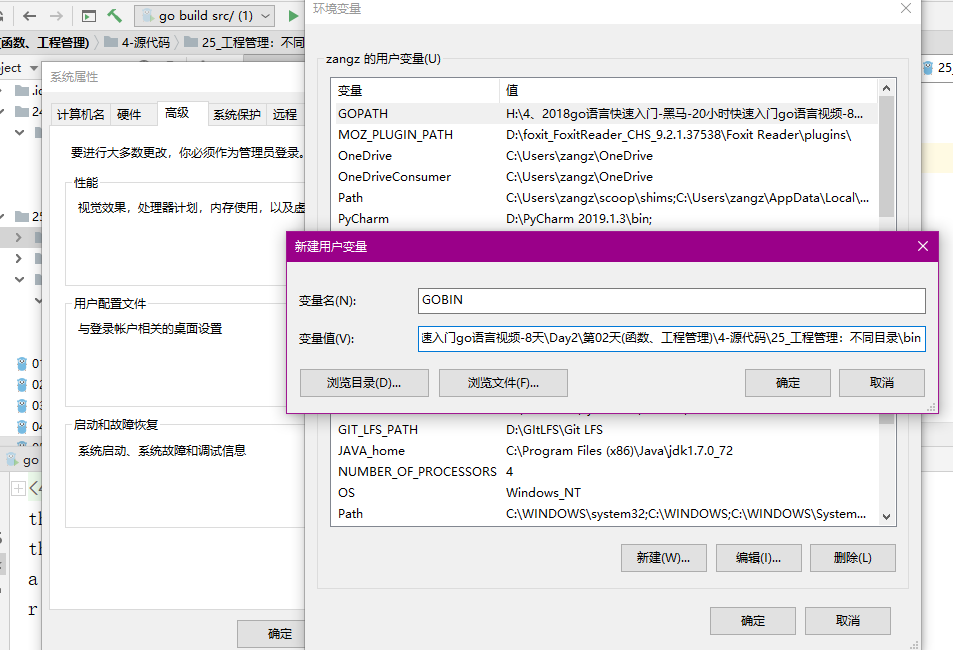 go build src/ (1)
函数、工程管理)
4-源代码
25_工程管理：不同
ject
系统属性
计算机名
硬件
高级
系统保护
远程
要进行大多数更改，你必须作为管理员登录。
性能
视觉效果，处理器计划，内存使用，以及虚
用户配置文件
与登录帐户相关的桌面设置
启动和故障恢复
系统启动、系统故障和调试信息
确定
环境变量
zangz 的用户变量(U)
变量 值
GOPATH H:\4、2018go语言快速入门-黑马-20小时快速入门go语言视频-8...
MOZ_PLUGIN_PATH D:\foxit_FoxitReader_CHS_9.2.1.37538\Foxit Reader\plugins\
OneDrive C:\Users\zangz\OneDrive
OneDriveConsumer C:\Users\zangz\OneDrive
Path C:\Users\zangz\scoop\shims;C:\Users\zangz\AppData\Local\...
PyCharm D:\PyCharm 2019.1.3\bin;
新建用户变量
变量名(N): GOBIN
变量值(V): 速入门go语言视频-8天\Day2\第02天(函数、工程管理)\4-源代码\25_工程管理：不同目录\bin
浏览目录(D)...
浏览文件(F)...
确定
取消
GIT_LFS_PATH D:\GItLFS\Git LFS
JAVA_home C:\Program Files (x86)\Java\jdk1.7.0_72
NUMBER_OF_PROCESSORS 4
OS Windows_NT
Path C:\WINDOWS\system32;C:\WINDOWS;C:\WINDOWS\System...
新建(W)...
编辑(I)...
删除(L)
确定
取消
24
25
01
02
03
04
go
25_